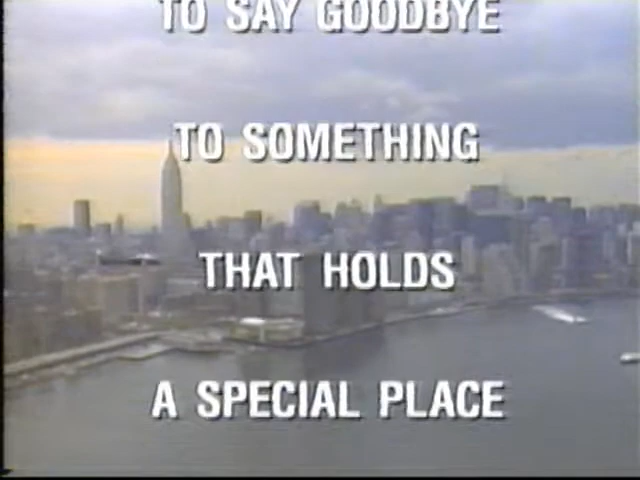 TO SAY GOODBYE
TO SOMETHING
THAT HOLDS
A SPECIAL PLACE